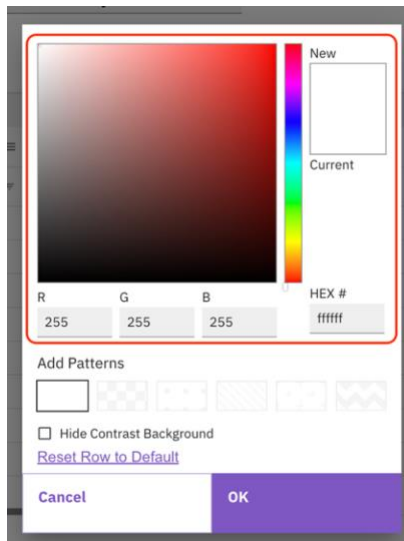 New
Current
R G B HEX #
255 255 255 ffffff
Add Patterns
Hide Contrast Background
Reset Row to Default
Cancel OK